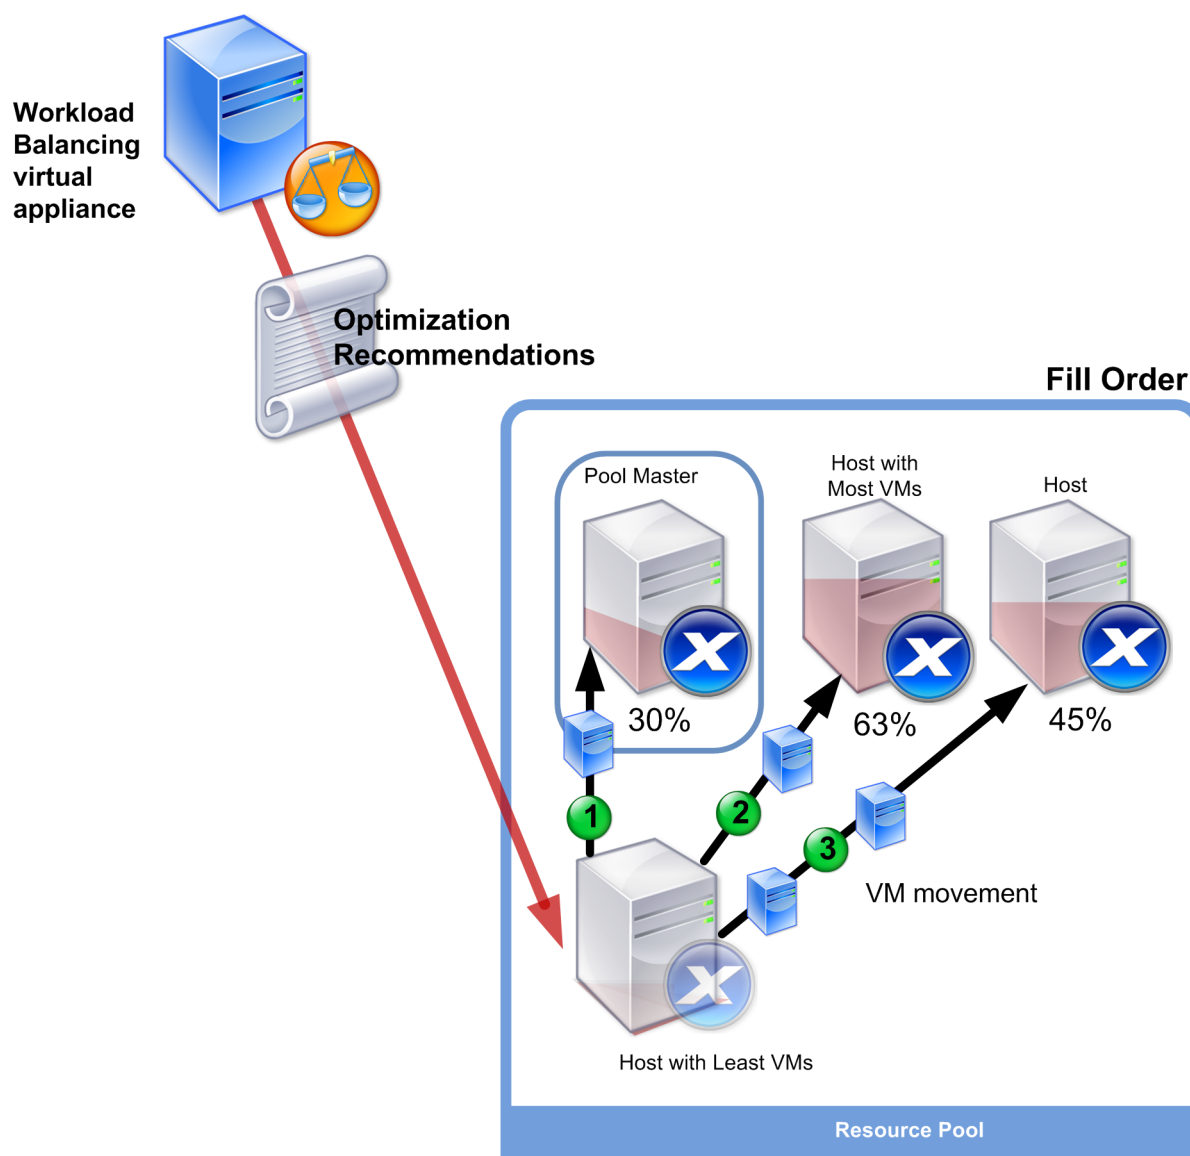 Workload
Balancing
virtual
appliance
Optimization
Recommendations
Fill Order
Pool Master
Host with
Most VMs
Host
30%
63%
45%
1
2
3
VM movement
Host with Least VMs
Resource Pool